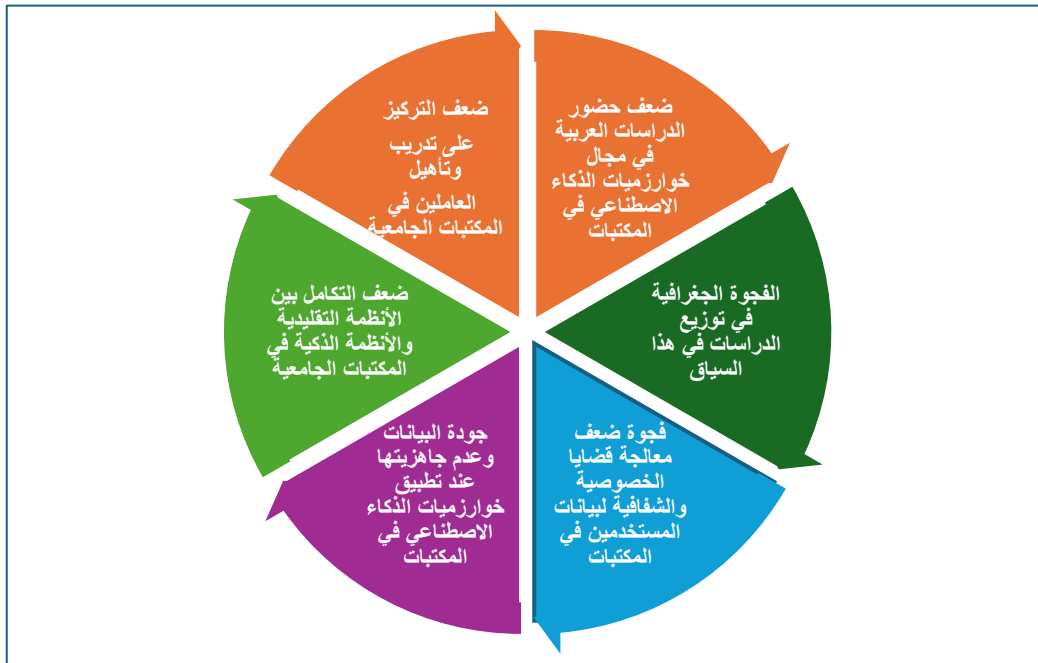 ضعف حضور
الدراسات العربية
في مجال
خوارزميات الذكاء
الاصطناعي في
المكتبات
الفجوة الجغرافية
في توزيع
الدراسات في هذا
السياق
فجوة ضعف
معالجة قضايا
الخصوصية
والشفافية لبيانات
المستخدمين في
المكتبات
جودة البيانات
وعدم جاهزيتها
عند تطبيق
خوارزميات الذكاء
الاصطناعي في
المكتبات
ضعف التكامل بين
الأنظمة التقليدية
والأنظمة الذكية في
المكتبات الجامعية
ضعف التركيز
على تدريب
وتأهيل
العاملين في
المكتبات الجامعية